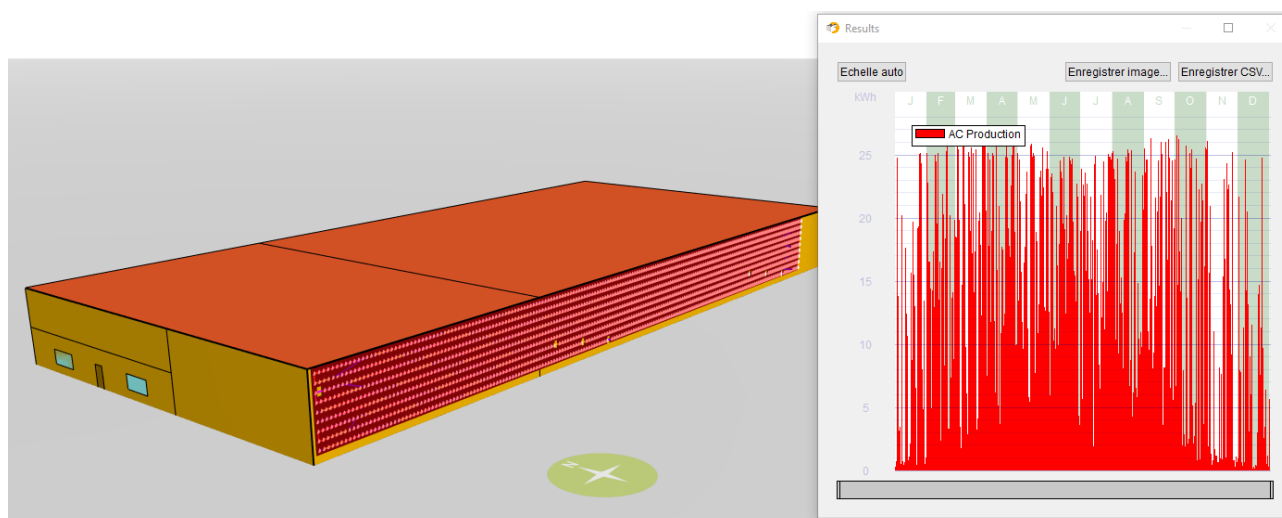 Results
Echelle auto
Enregistrer image...
Enregistrer CSV...
kWh
J F M A M J J A S O N D
AC Production
25
20
15
10
5
0
N